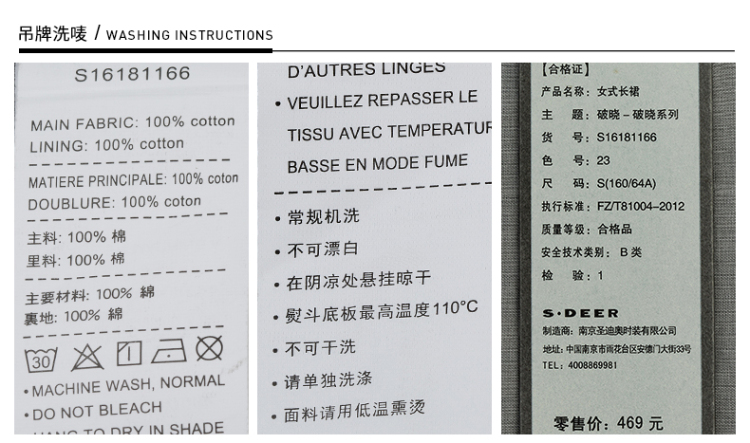 吊牌洗唛 / WASHING INSTRUCTIONS
S16181166
MAIN FABRIC: 100% cotton
LINING: 100% cotton
MATIERE PRINCIPALE: 100% coton
DOUBLURE: 100% coton
主料: 100% 棉
里料: 100% 棉
主要材料: 100% 綿
裏地: 100% 綿
30
• MACHINE WASH, NORMAL
• DO NOT BLEACH
HANG TO DRY IN SHADE
D'AUTRES LINGES
• VEUILLEZ REPASSER LE
TISSU AVEC TEMPERATUR
BASSE EN MODE FUME
• 常规机洗
• 不可漂白
• 在阴凉处悬挂晾干
• 熨斗底板最高温度110°C
• 不可干洗
• 请单独洗涤
• 面料请用低温熏烫
【合格证】
产品名称: 女式长裙
主 题: 破晓-破晓系列
货 号: S16181166
色 号: 23
尺 码: S(160/64A)
执行标准: FZ/T81004-2012
质量等级: 合格品
安全技术类别: B 类
检 验: 1
S·DEER
制造商: 南京圣迪奥时装有限公司
地址: 中国南京市雨花台区安德门大街33号
TEL: 4008869981
零售价: 469 元